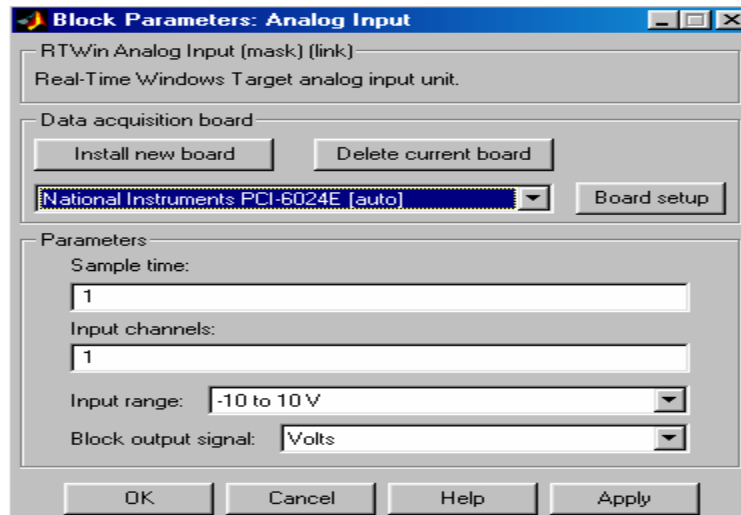 Block Parameters: Analog Input
RTWin Analog Input (mask) (link)
Real-Time Windows Target analog input unit.
Data acquisition board
Install new board
Delete current board
National Instruments PCI-6024E [auto]
Board setup
Parameters
Sample time:
1
Input channels:
1
Input range: -10 to 10 V
Block output signal: Volts
OK Cancel Help Apply